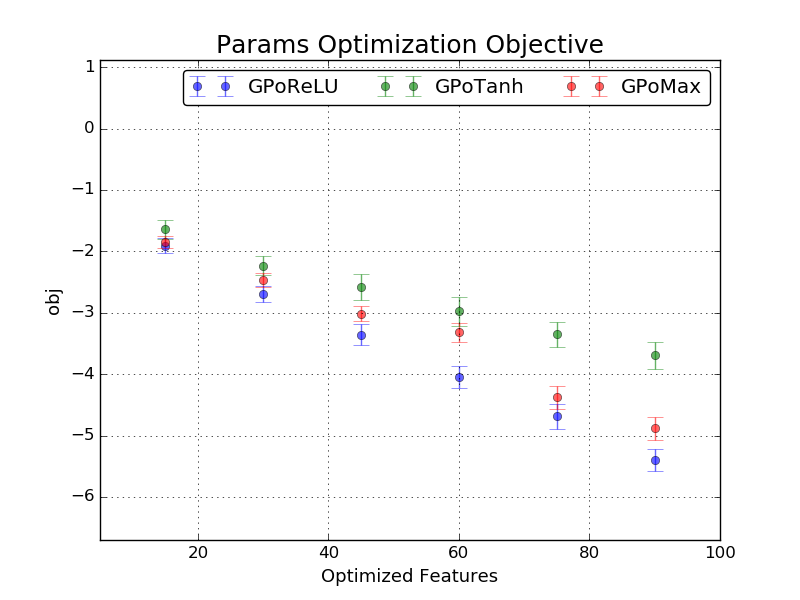 Params Optimization Objective
GPoReLU GPoTanh GPoMax
1
0
−1
−2
−3
−4
−5
−6
20 40 60 80 100
obj
Optimized Features